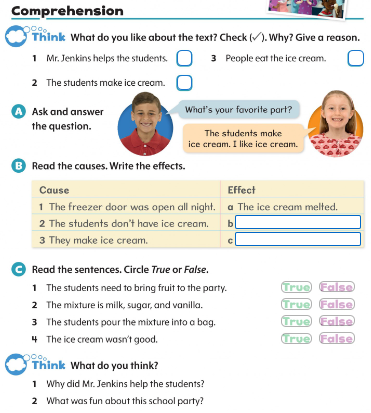 Comprehension
Think What do you like about the text? Check (✓). Why? Give a reason.
1 Mr. Jenkins helps the students.
3 People eat the ice cream.
2 The students make ice cream.
A Ask and answer
the question.
What's your favorite part?
The students make
ice cream. I like ice cream.
B Read the causes. Write the effects.
Cause Effect
1 The freezer door was open all night. a The ice cream melted.
2 The students don't have ice cream. b
3 They make ice cream. c
C Read the sentences. Circle True or False.
1 The students need to bring fruit to the party. True False
2 The mixture is milk, sugar, and vanilla. True False
3 The students pour the mixture into a bag. True False
4 The ice cream wasn't good. True False
Think What do you think?
1 Why did Mr. Jenkins help the students?
2 What was fun about this school party?